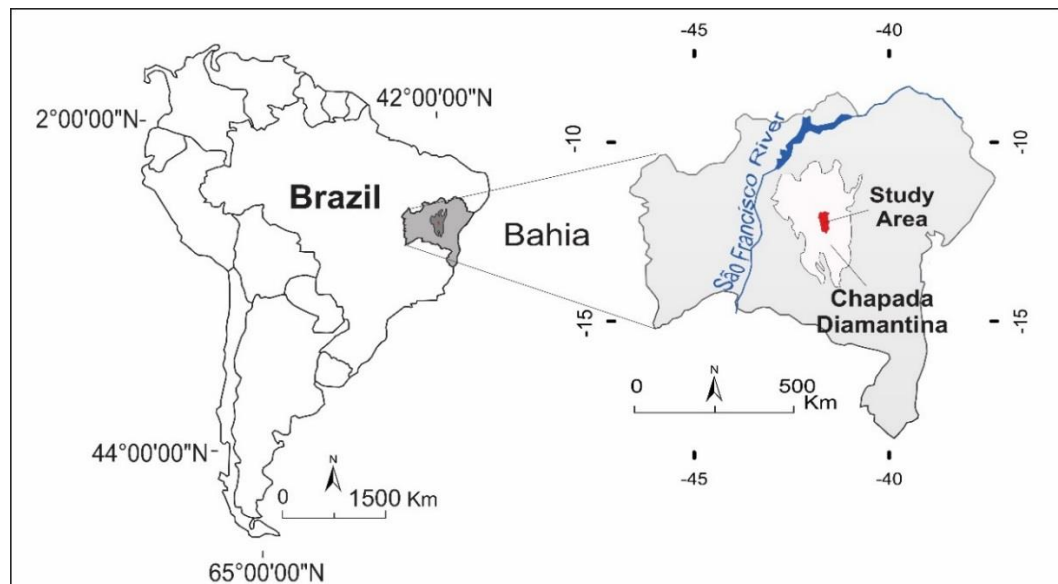 2°00'00"N
42°00'00"N
Brazil
Bahia
44°00'00"N
N
0 1500 Km
65°00'00"N
-45 -40
-10 -10
São Francisco River
Study
Area
Chapada
Diamantina
-15 -15
N
0 500
Km
-45 -40